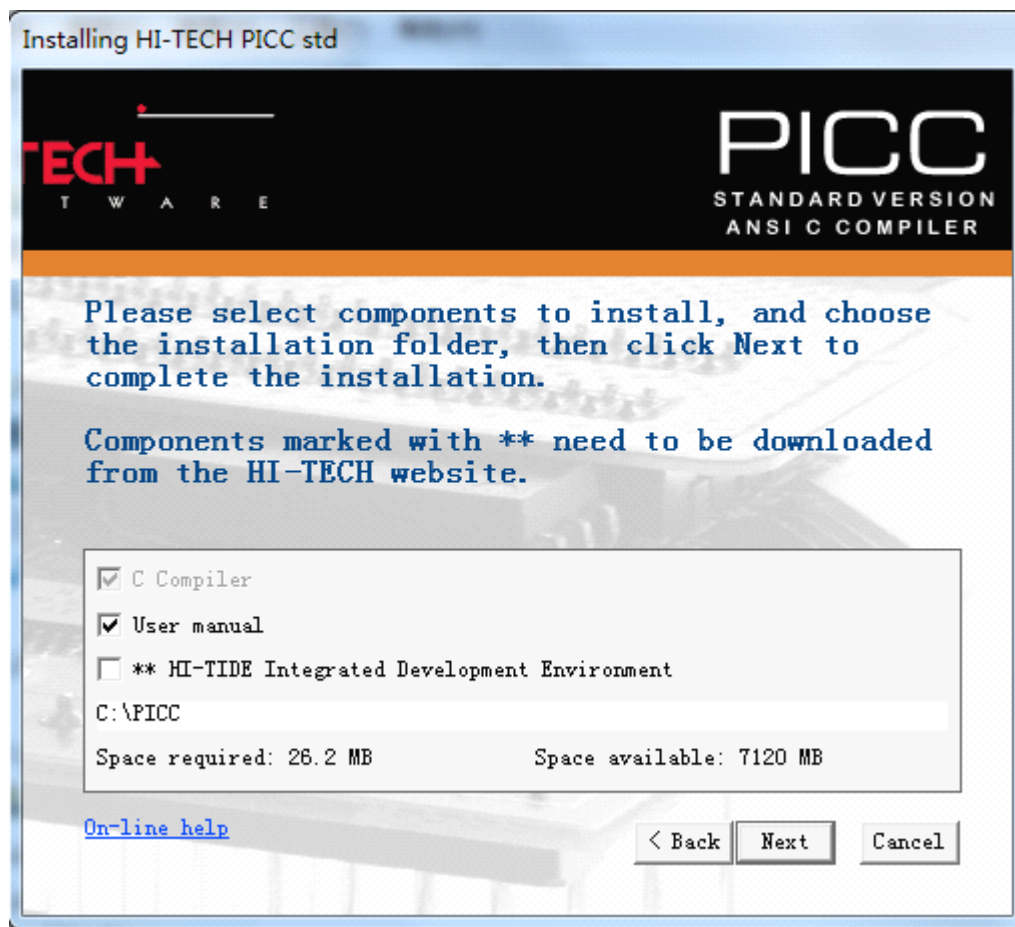 Installing HI-TECH PICC std
TECH
T W A R E
PICC
STANDARD VERSION
ANSI C COMPILER
Please select components to install, and choose
the installation folder, then click Next to
complete the installation.
Components marked with ** need to be downloaded
from the HI-TECH website.
C Compiler
User manual
** HI-TIDE Integrated Development Environment
C:\PICC
Space required: 26.2 MB
Space available: 7120 MB
On-line help
< Back
Next
Cancel